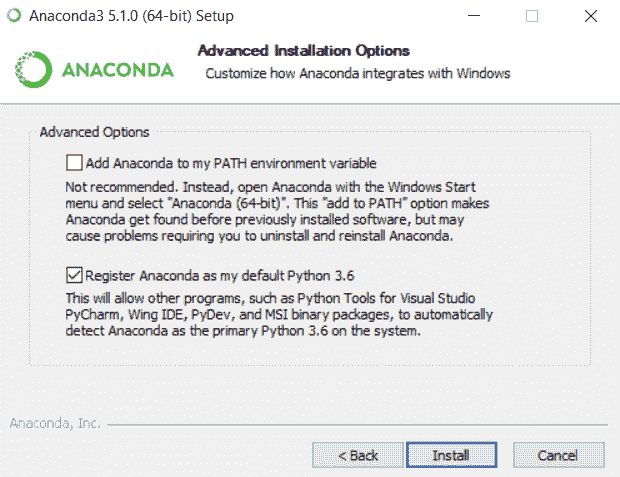 Anaconda3 5.1.0 (64-bit) Setup
Advanced Installation Options
ANACONDA
Customize how Anaconda integrates with Windows
Advanced Options
Add Anaconda to my PATH environment variable
Not recommended. Instead, open Anaconda with the Windows Start
menu and select "Anaconda (64-bit)". This "add to PATH" option makes
Anaconda get found before previously installed software, but may
cause problems requiring you to uninstall and reinstall Anaconda.
Register Anaconda as my default Python 3.6
This will allow other programs, such as Python Tools for Visual Studio
PyCharm, Wing IDE, PyDev, and MSI binary packages, to automatically
detect Anaconda as the primary Python 3.6 on the system.
Anaconda, Inc.
< Back
Install
Cancel